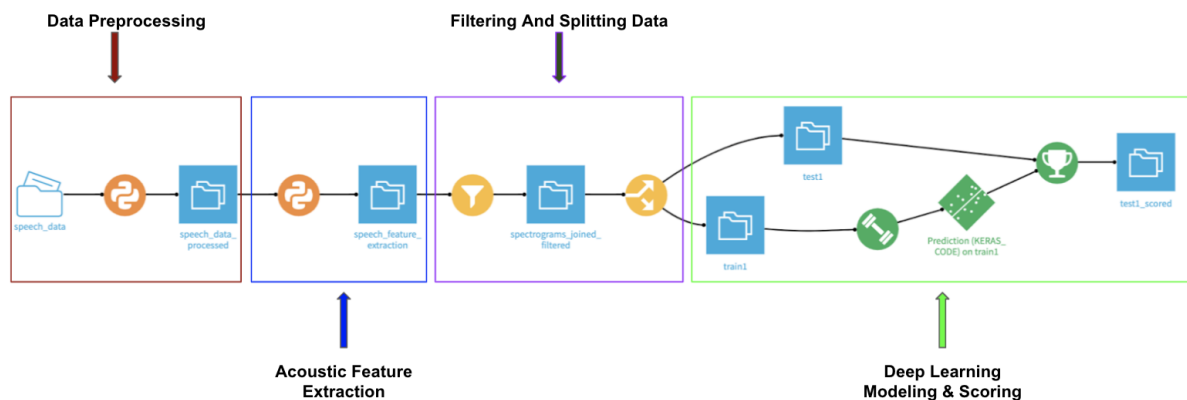 Data Preprocessing
Filtering And Splitting Data
speech_data
speech_data_
processed
speech_feature_
extraction
spectrograms_joined_
filtered
test1
train1
Prediction (KERAS_
CODE) on train1
test1_scored
Acoustic Feature
Extraction
Deep Learning
Modeling & Scoring